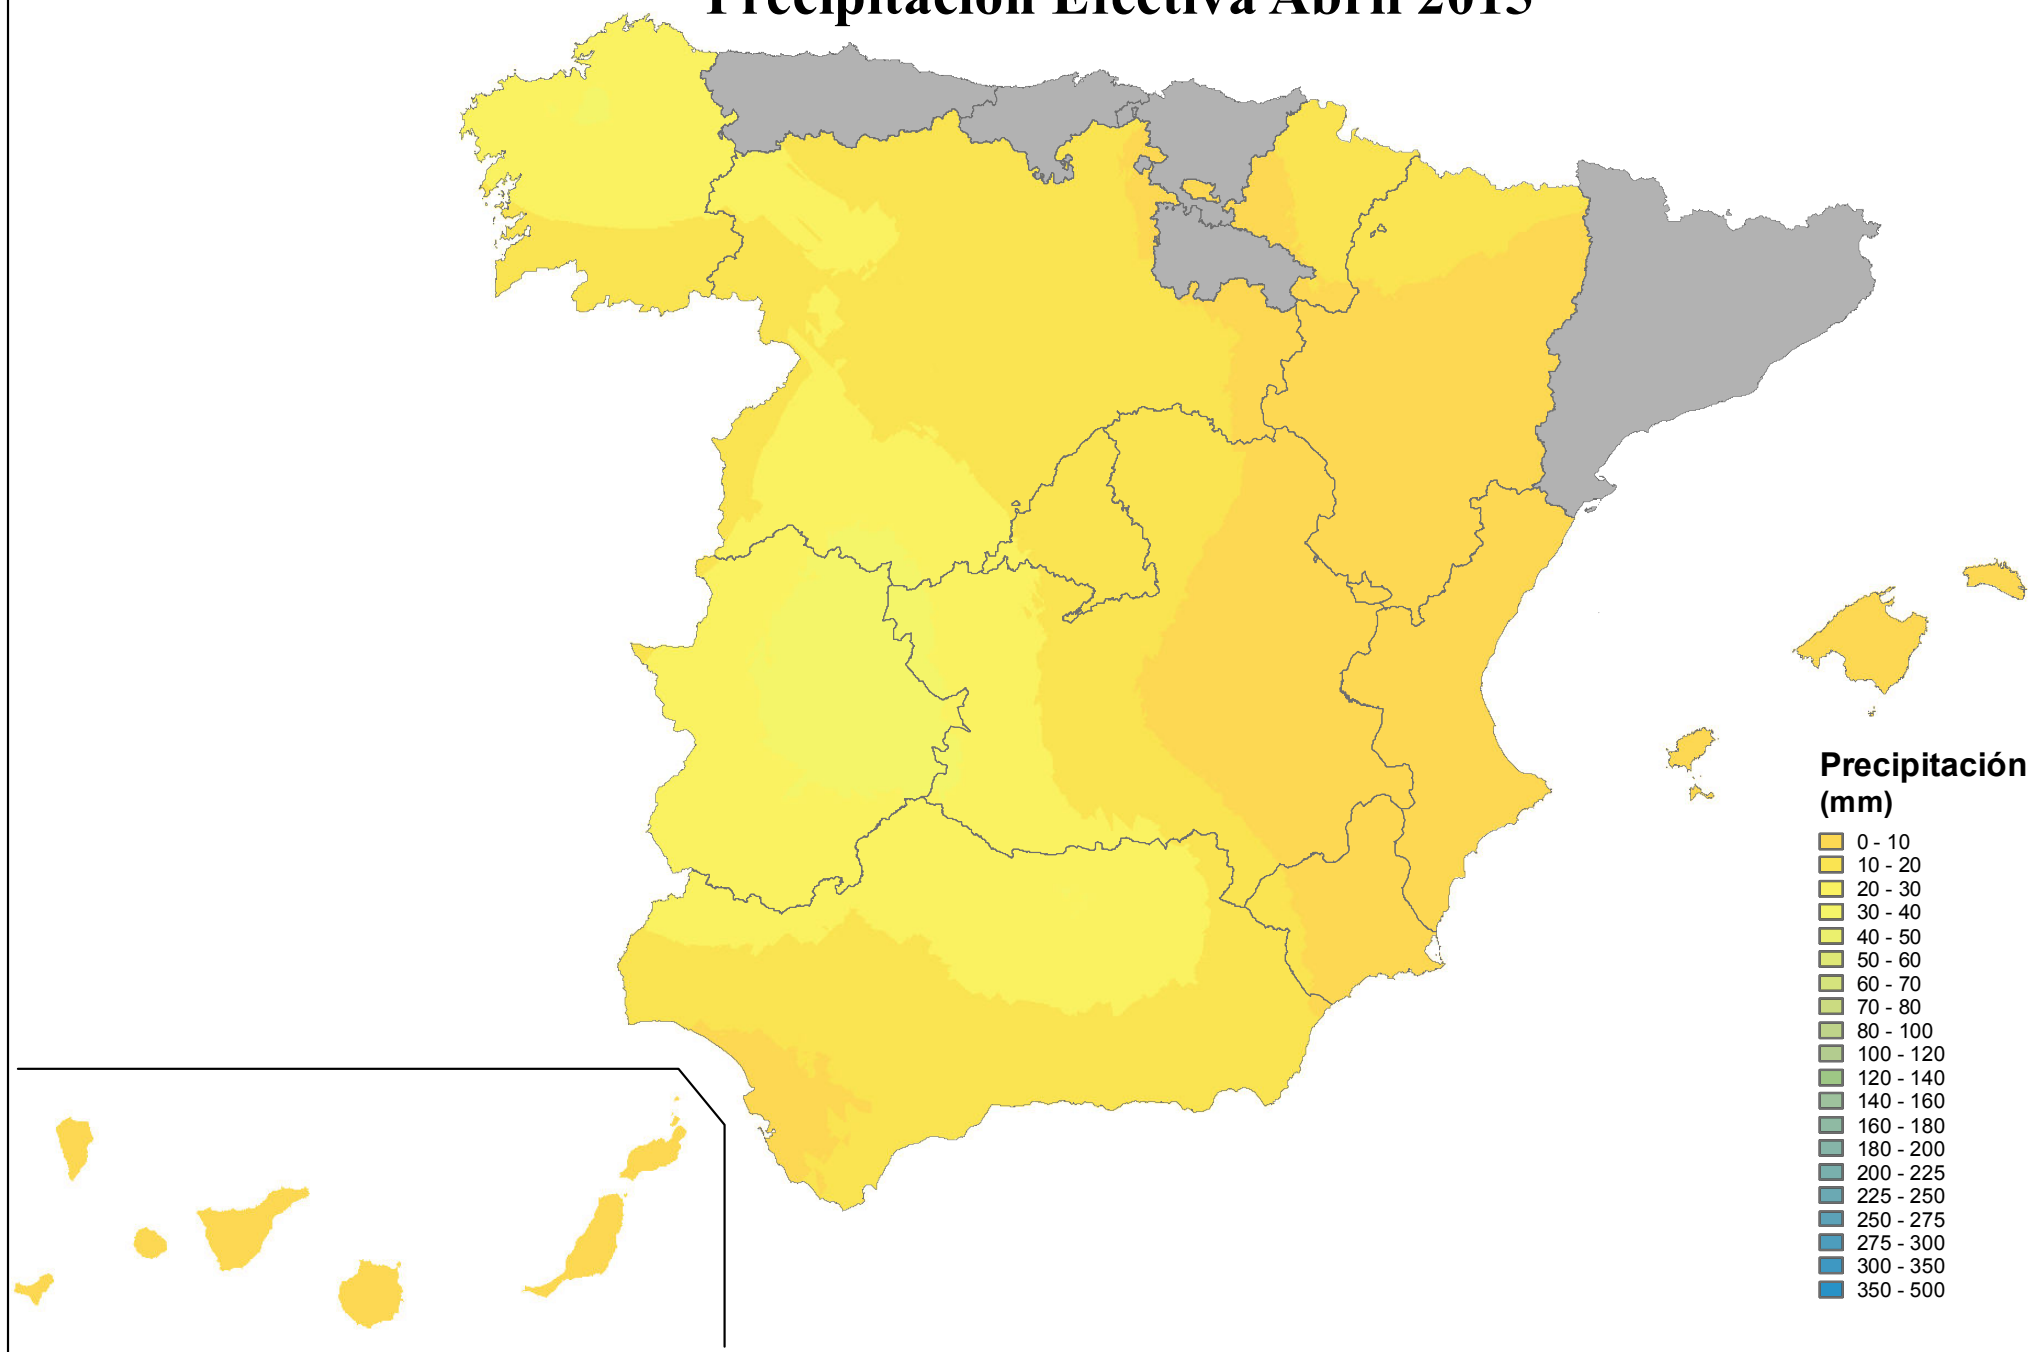 Precipitación Efectiva Abril 2015
Precipitación
(mm)
0 - 10
10 - 20
20 - 30
30 - 40
40 - 50
50 - 60
60 - 70
70 - 80
80 - 100
100 - 120
120 - 140
140 - 160
160 - 180
180 - 200
200 - 225
225 - 250
250 - 275
275 - 300
300 - 350
350 - 500